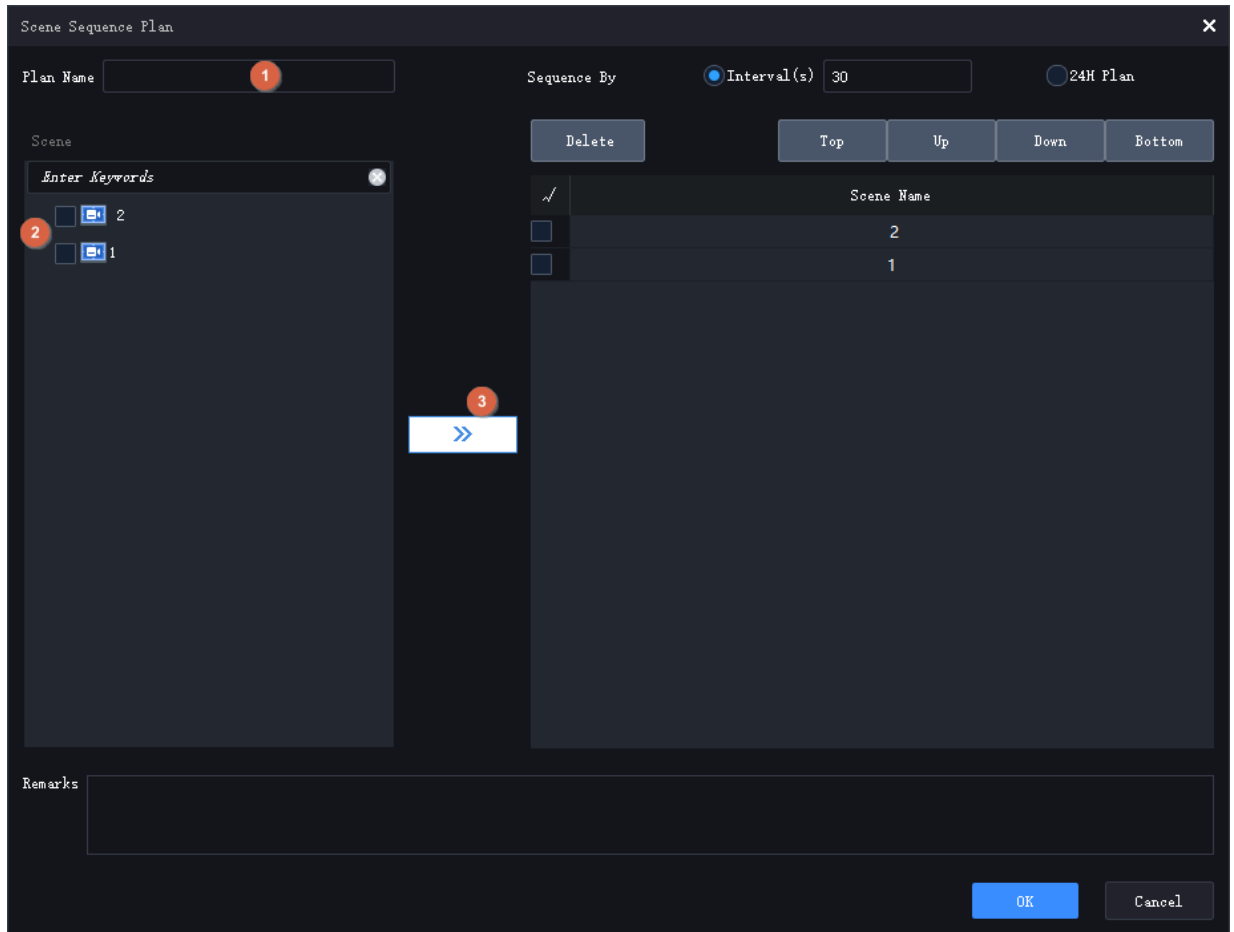 Scene Sequence Plan
Plan Name 1 Sequence By Interval(s) 30 24H Plan
Scene Delete Top Up Down Bottom
Enter Keywords
Scene Name
2 2
2
1
1
3
Remarks
OK Cancel